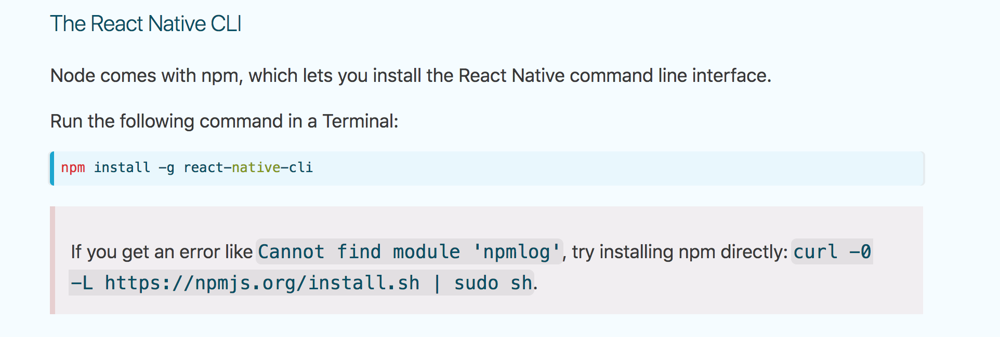 The React Native CLI
Node comes with npm, which lets you install the React Native command line interface.
Run the following command in a Terminal:
npm install -g react-native-cli
If you get an error like Cannot find module 'npmlog', try installing npm directly: curl -0
-L https://npmjs.org/install.sh | sudo sh.